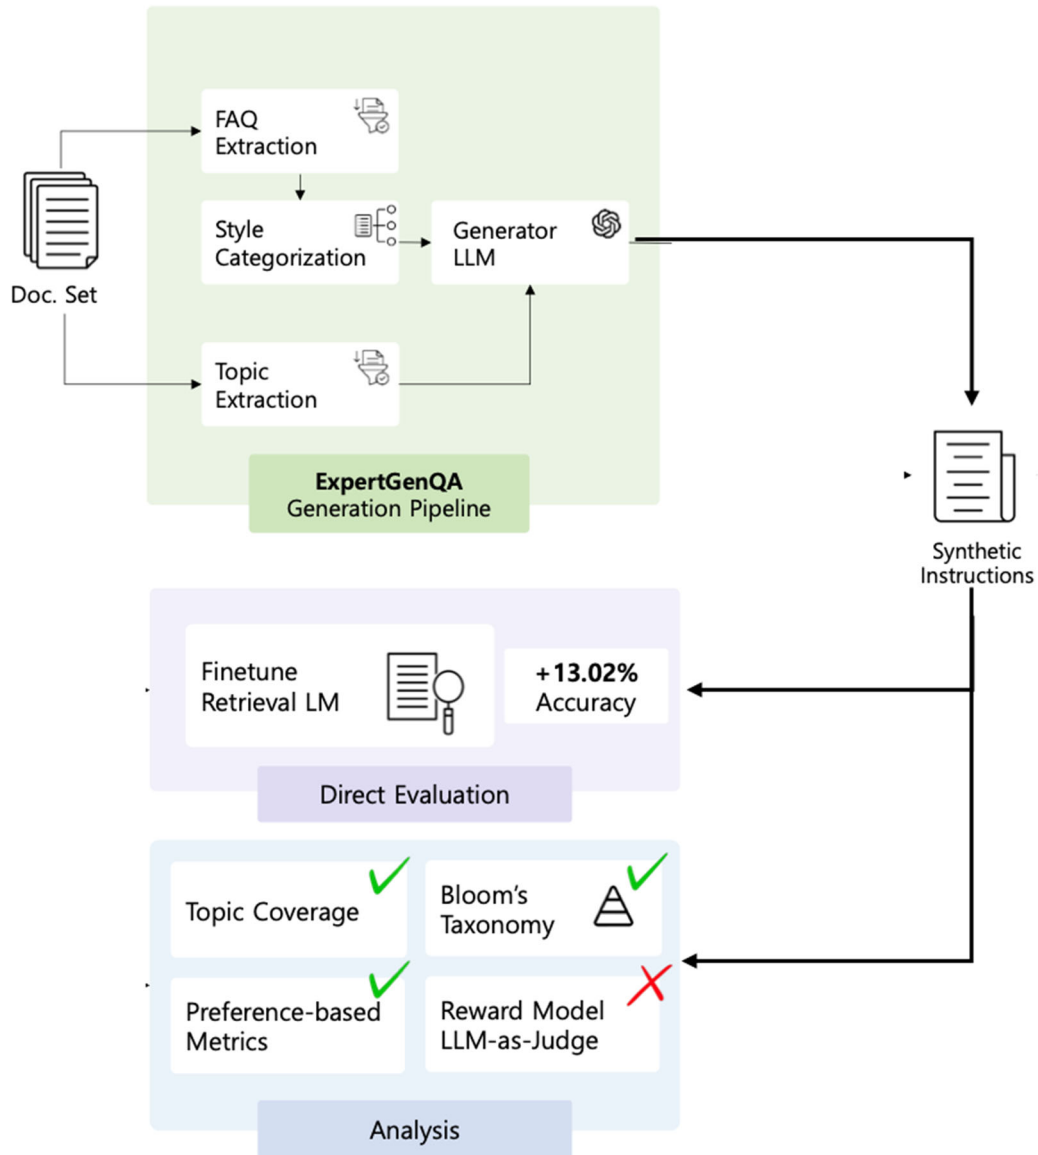 FAQ
Extraction
Style
Categorization
Generator
LLM
Doc. Set
Topic
Extraction
ExpertGenQA
Generation Pipeline
Synthetic
Instructions
Finetune
Retrieval LM
+13.02%
Accuracy
Direct Evaluation
Topic Coverage
Bloom's
Taxonomy
Preference-based
Metrics
Reward Model
LLM-as-Judge
Analysis